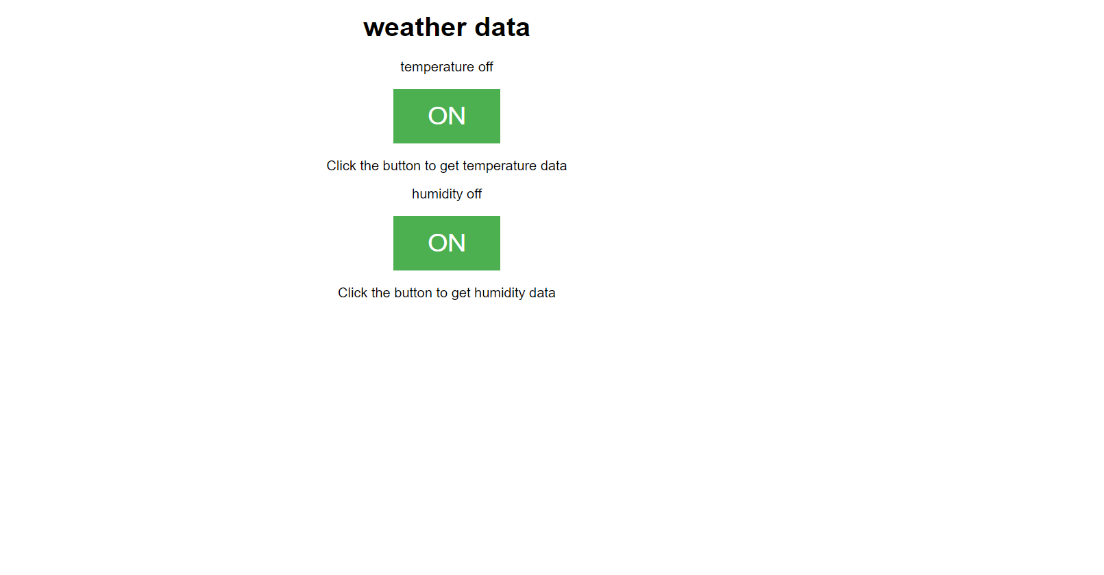 weather data
temperature off
ON
Click the button to get temperature data
humidity off
ON
Click the button to get humidity data